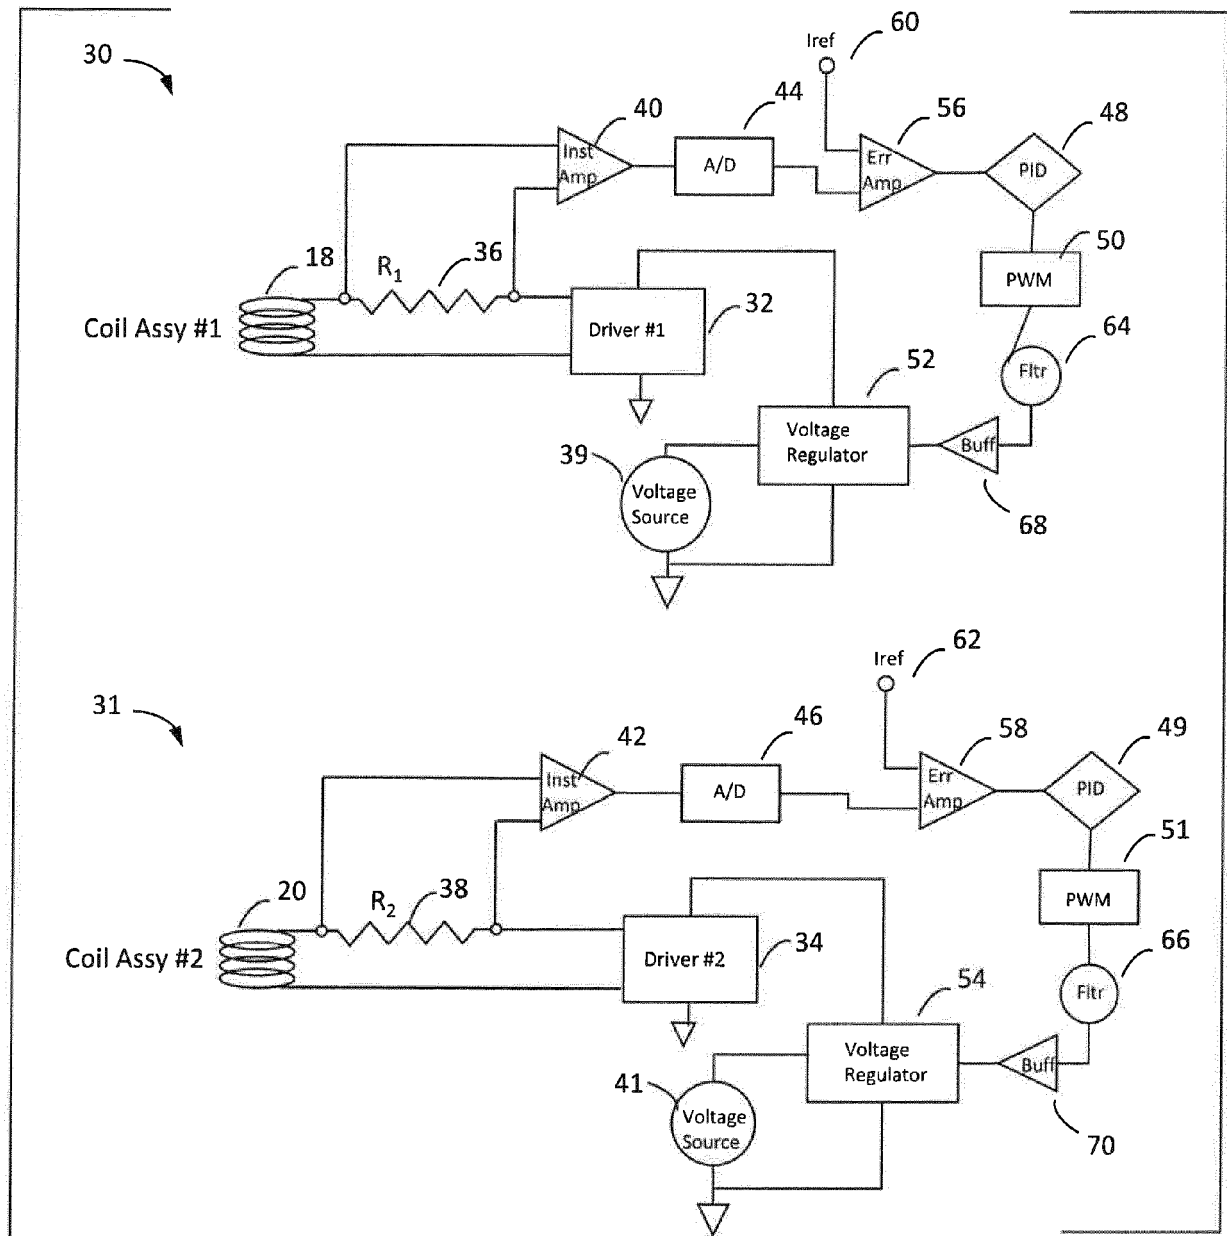 30
Iref
60
40
44
56
48
Inst
Amp
A/D
Err
Amp
PID
50
PWM
18
R1
36
Coil Assy #1
Driver #1
32
64
Fltr
52
Voltage
Regulator
Buff
68
39
Voltage
Source
31
Iref
62
42
46
58
49
Inst
Amp
A/D
Err
Amp
PID
51
PWM
20
R2
38
Coil Assy #2
Driver #2
34
66
Fltr
54
Voltage
Regulator
Buff
70
41
Voltage
Source